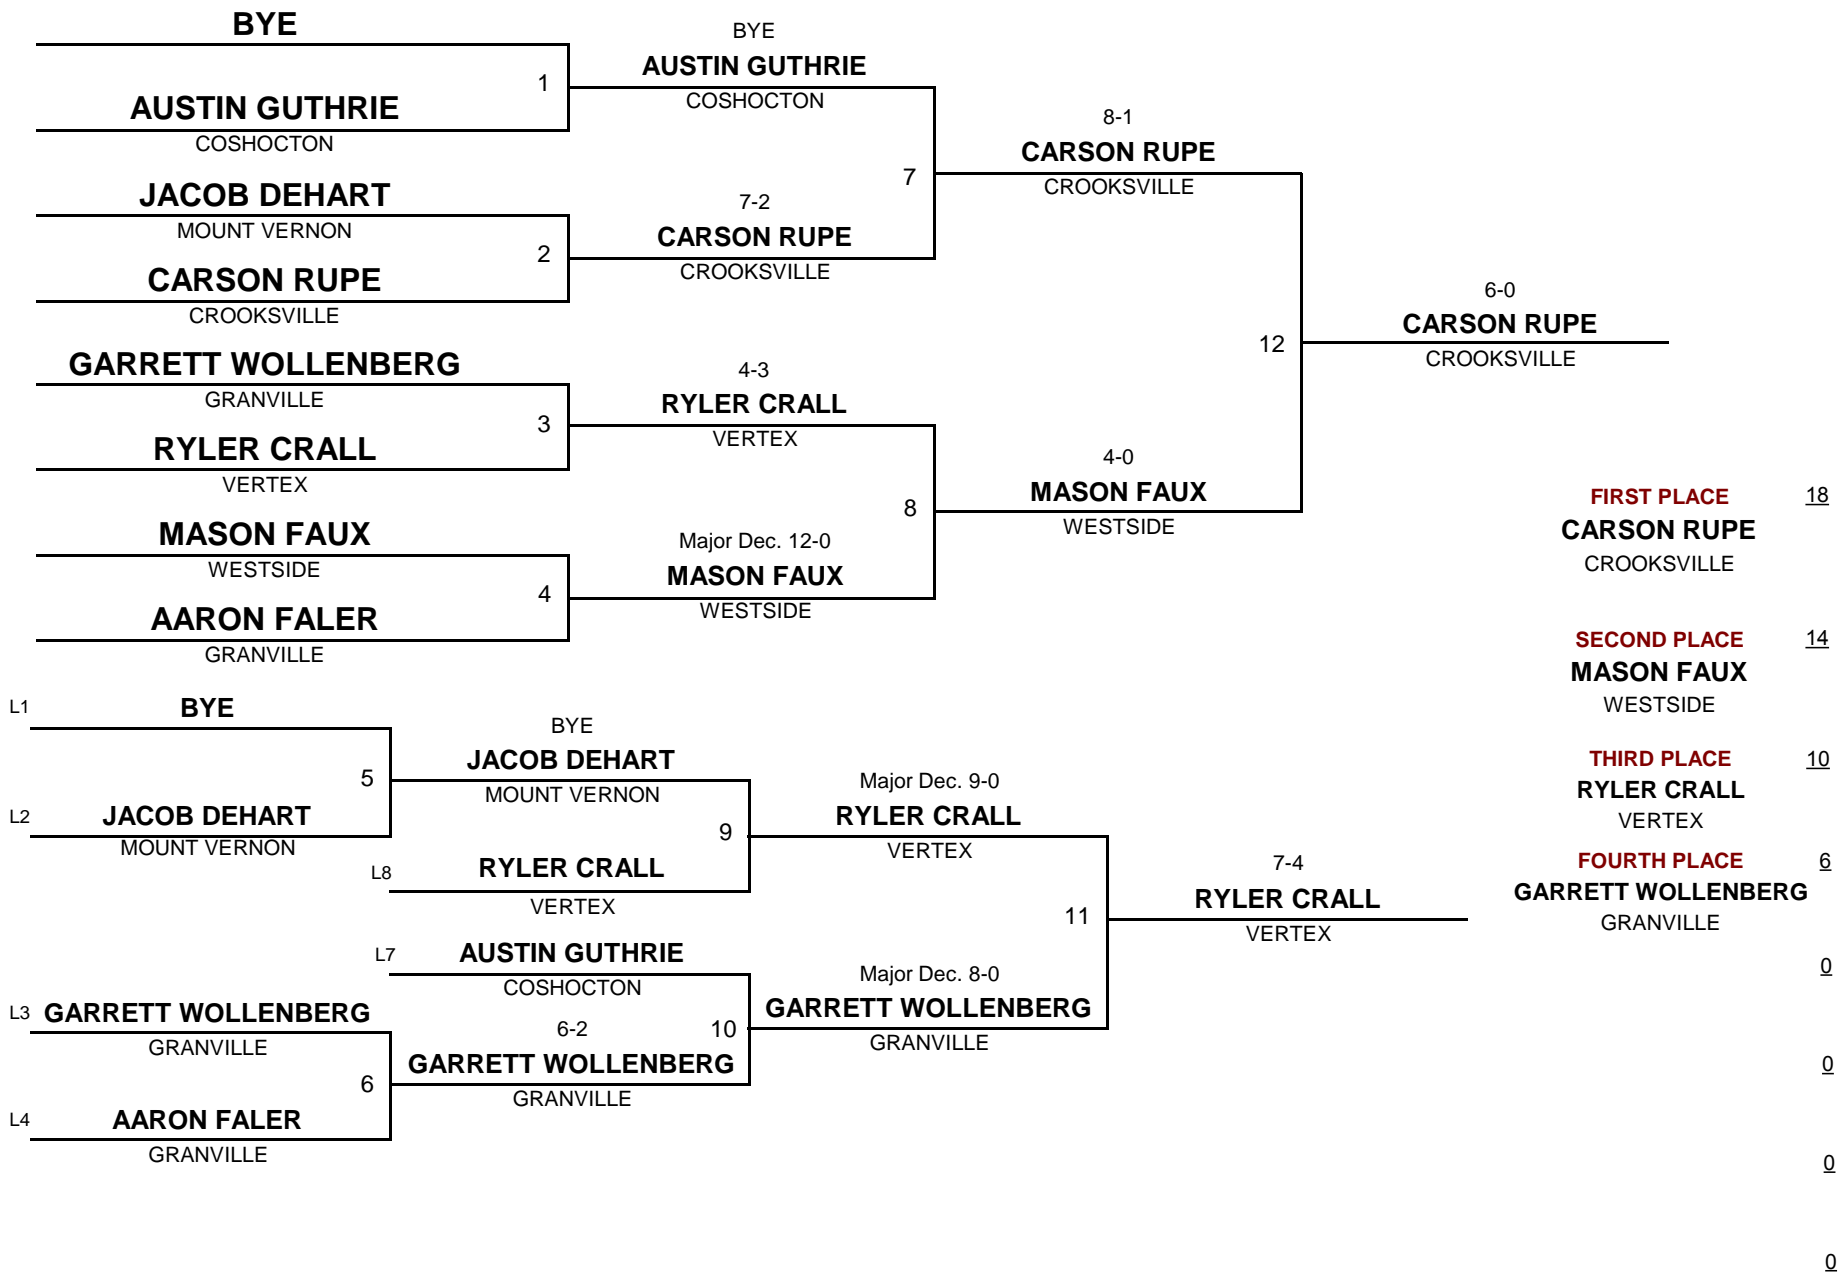 BYE
AUSTIN GUTHRIE
COSHOCTON
JACOB DEHART
MOUNT VERNON
CARSON RUPE
CROOKSVILLE
GARRETT WOLLENBERG
GRANVILLE
RYLER CRALL
VERTEX
MASON FAUX
WESTSIDE
AARON FALER
GRANVILLE
1
2
3
4
BYE
AUSTIN GUTHRIE
COSHOCTON
7-2
CARSON RUPE
CROOKSVILLE
4-3
RYLER CRALL
VERTEX
Major Dec. 12-0
MASON FAUX
WESTSIDE
7
8
8-1
CARSON RUPE
CROOKSVILLE
4-0
MASON FAUX
WESTSIDE
12
6-0
CARSON RUPE
CROOKSVILLE
FIRST PLACE 18
CARSON RUPE
CROOKSVILLE
SECOND PLACE 14
MASON FAUX
WESTSIDE
THIRD PLACE 10
RYLER CRALL
VERTEX
FOURTH PLACE 6
GARRETT WOLLENBERG
GRANVILLE
0
0
0
0
L1 BYE
L2 JACOB DEHART
MOUNT VERNON
L3 GARRETT WOLLENBERG
GRANVILLE
L4 AARON FALER
GRANVILLE
5
6
BYE
JACOB DEHART
MOUNT VERNON
L8 RYLER CRALL
VERTEX
L7 AUSTIN GUTHRIE
COSHOCTON
6-2
GARRETT WOLLENBERG
GRANVILLE
9
10
Major Dec. 9-0
RYLER CRALL
VERTEX
Major Dec. 8-0
GARRETT WOLLENBERG
GRANVILLE
11
7-4
RYLER CRALL
VERTEX